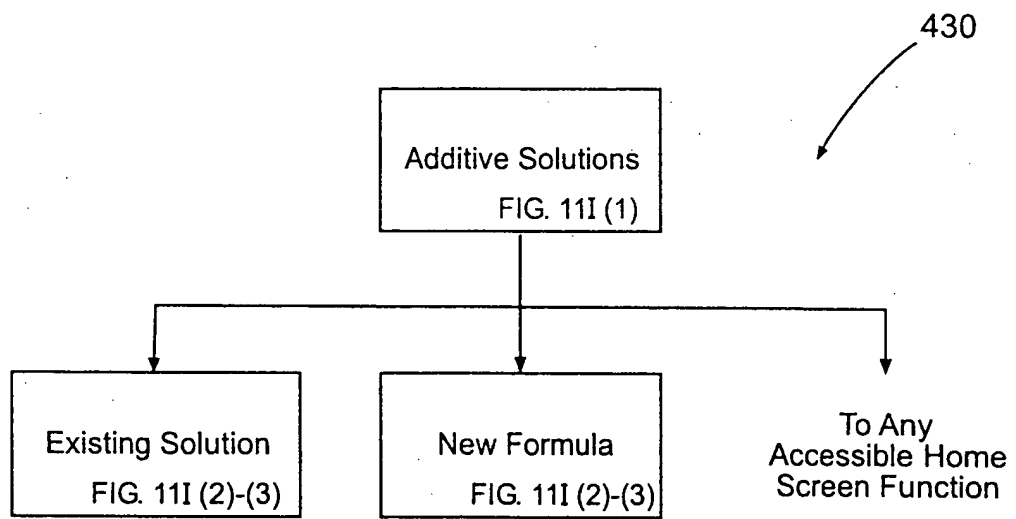 430
Additive Solutions
FIG. 11I (1)
Existing Solution
FIG. 11I (2)-(3)
New Formula
FIG. 11I (2)-(3)
To Any
Accessible Home
Screen Function